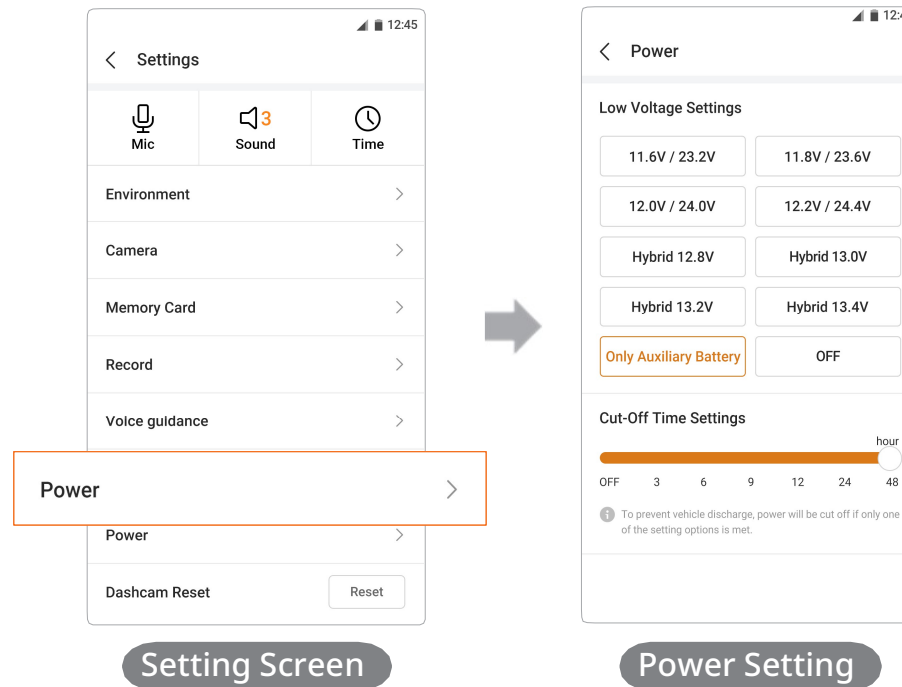 12:45
Settings
3
Mic Sound Time
Environment
Camera
Memory Card
Record
Voice guidance
Power
Power
Dashcam Reset Reset
Setting Screen
12:4
Power
Low Voltage Settings
11.6V / 23.2V 11.8V / 23.6V
12.0V / 24.0V 12.2V / 24.4V
Hybrid 12.8V Hybrid 13.0V
Hybrid 13.2V Hybrid 13.4V
Only Auxiliary Battery OFF
Cut-Off Time Settings
hour
OFF 3 6 9 12 24 48
To prevent vehicle discharge, power will be cut off if only one
of the setting options is met.
Power Setting